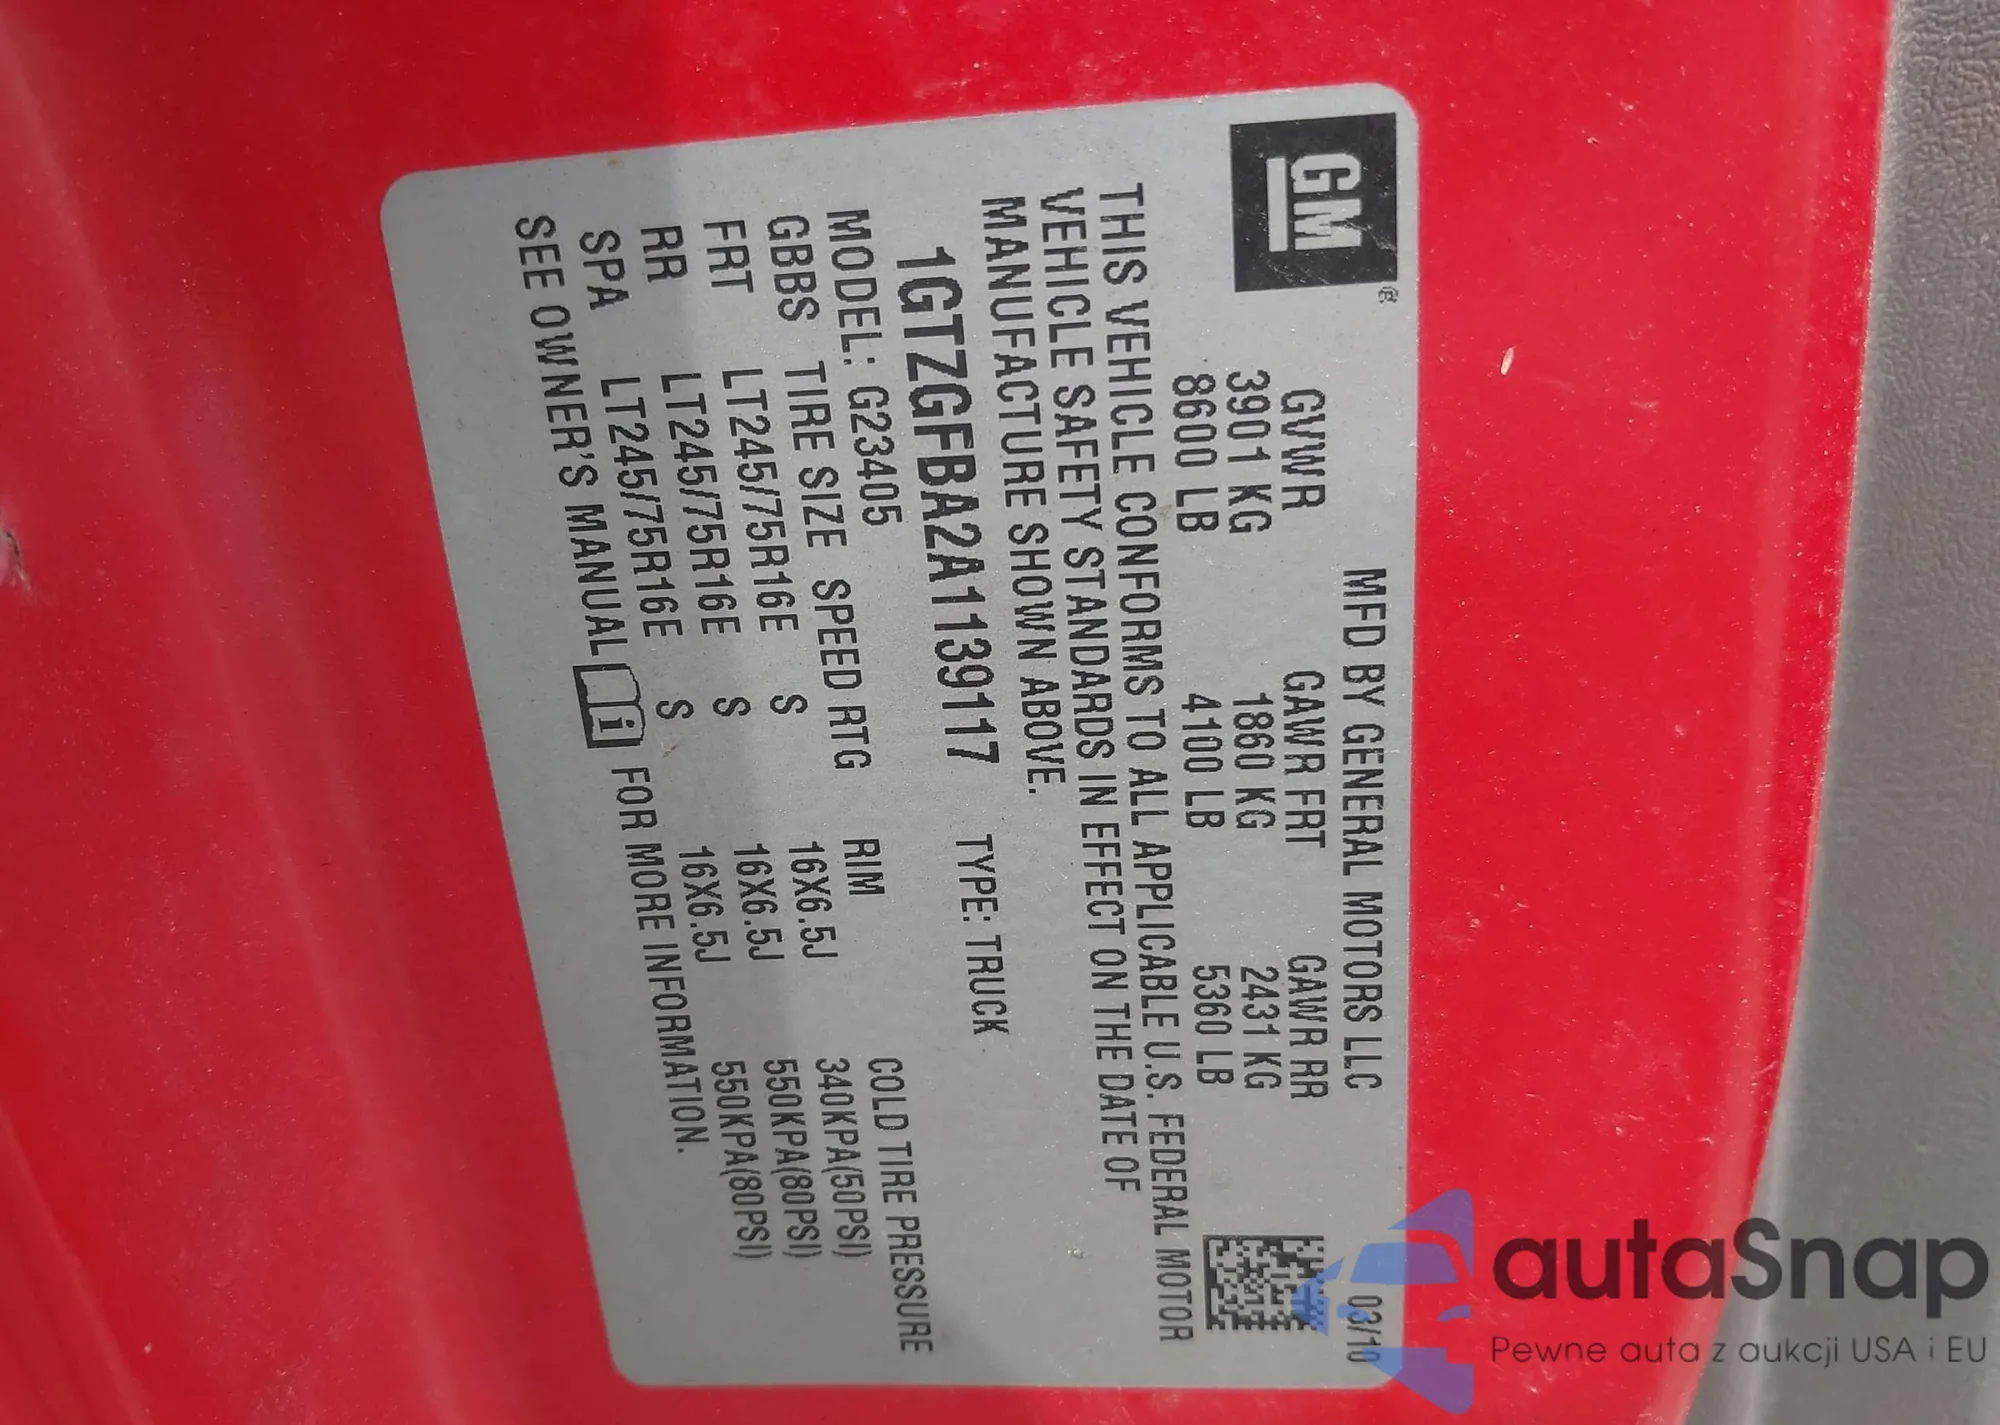 GM ®
MFD BY GENERAL MOTORS LLC 03/10
GVWR GAWR FRT GAWR RR
3901 KG 1860 KG 2431 KG
8600 LB 4100 LB 5360 LB
THIS VEHICLE CONFORMS TO ALL APPLICABLE U.S. FEDERAL MOTOR
VEHICLE SAFETY STANDARDS IN EFFECT ON THE DATE OF
MANUFACTURE SHOWN ABOVE.
1GTZGFBA2A1139117 TYPE: TRUCK
MODEL: G23405
GBBS TIRE SIZE SPEED RTG RIM COLD TIRE PRESSURE
FRT LT245/75R16E S 16X6.5J 340KPA(50PSI)
RR LT245/75R16E S 16X6.5J 550KPA(80PSI)
SPA LT245/75R16E S 16X6.5J 550KPA(80PSI)
SEE OWNER'S MANUAL i FOR MORE INFORMATION.
autaSnap
Pewne auta z aukcji USA i EU